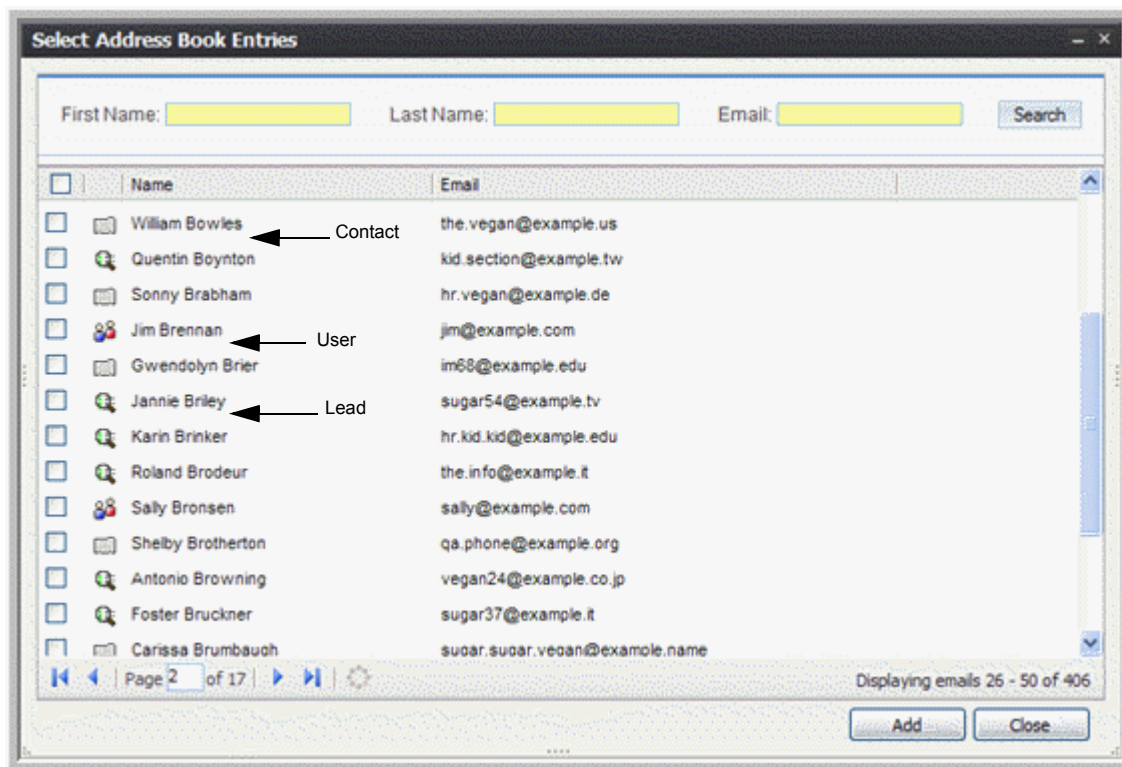 Select Address Book Entries
First Name: Last Name: Email: Search
Name Email
William Bowles Contact the.vegan@example.us
Quentin Boynton kid.section@example.tw
Sonny Brabham hr.vegan@example.de
Jim Brennan User jim@example.com
Gwendolyn Brier im68@example.edu
Jannie Briley Lead sugar54@example.tv
Karin Brinker hr.kid.kid@example.edu
Roland Brodeur the.info@example.it
Sally Bronsen sally@example.com
Shelby Brotherton qa.phone@example.org
Antonio Browning vegan24@example.co.jp
Foster Bruckner sugar37@example.it
Carissa Brumbaugh sugar.sugar.vegan@example.name
Page 2 of 17 Displaying emails 26 - 50 of 406
Add Close